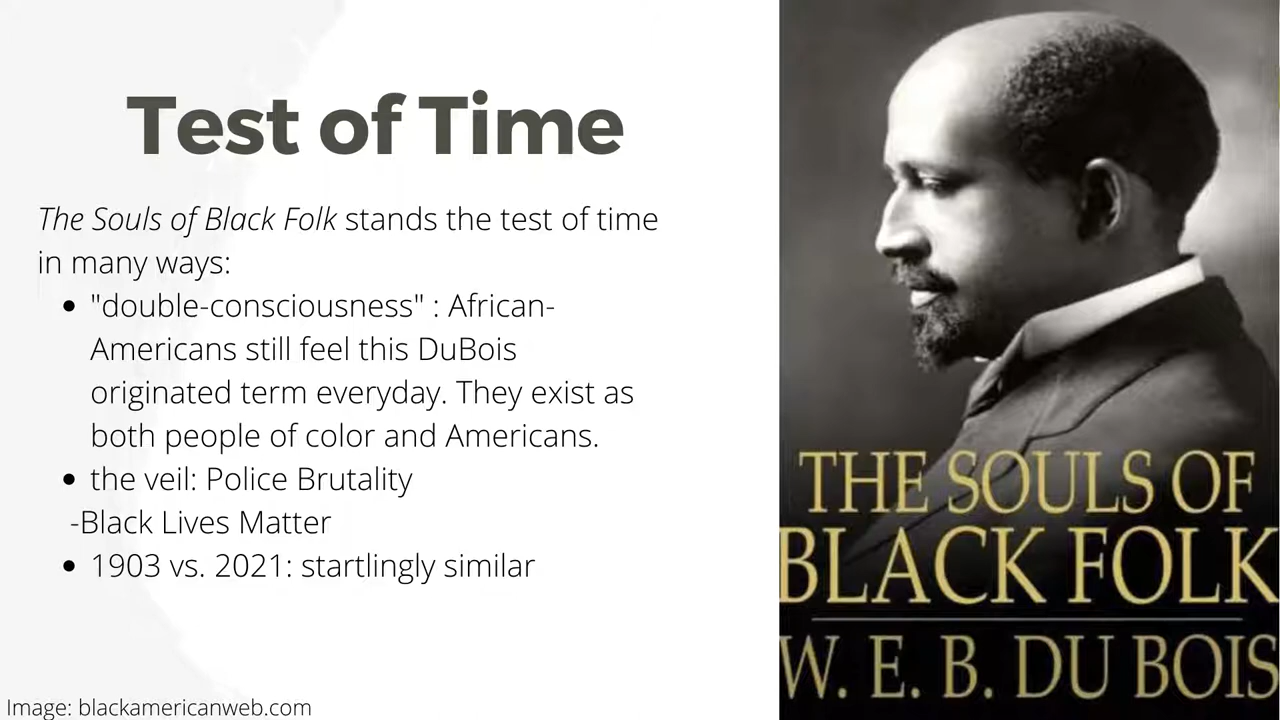 Test of Time
The Souls of Black Folk stands the test of time
in many ways:
• "double-consciousness" : African-
Americans still feel this DuBois
originated term everyday. They exist as
both people of color and Americans.
• the veil: Police Brutality
-Black Lives Matter
• 1903 vs. 2021: startlingly similar
Image: blackamericanweb.com
THE SOULS OF
BLACK FOLK
W. E. B. DU BOIS